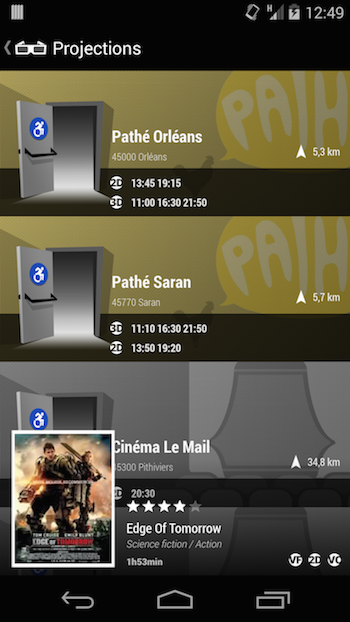 H
12:49
Projections
PATH
Pathé Orléans
45000 Orléans
5,3 km
2D 13:45 19:15
3D 11:00 16:30 21:50
PATH
Pathé Saran
45770 Saran
5,7 km
3D 11:10 16:30 21:50
2D 13:50 19:20
Cinéma Le Mail
45300 Pithiviers
34,8 km
2D 20:30
TOM CRUISE EMILY BLUNT
EDGE OF TOMORROW
Edge Of Tomorrow
Science fiction / Action
1h53min
VF 2D VO